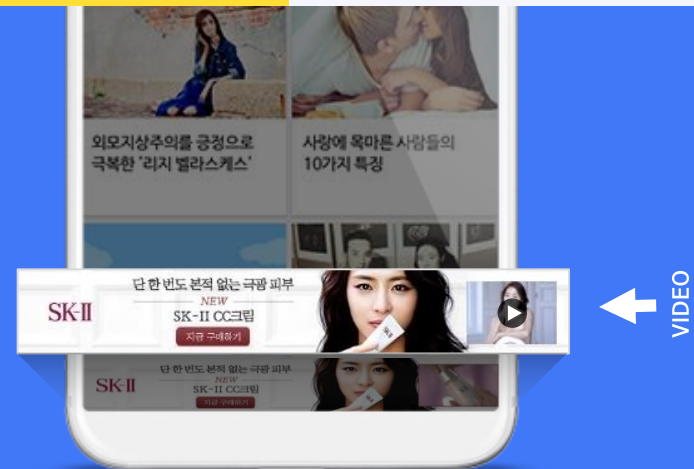 외모지상주의를 긍정으로
극복한 '리지 벨라스케스'
사랑에 목마른 사람들의
10가지 특징
SK-II
단 한 번도 본적 없는 극광 피부
NEW
SK-II CC크림
지금 구매하기
SK-II
VIDEO
SK-II
단 한 번도 본적 없는 극광 피부
NEW
SK-II CC크림
지금 구매하기